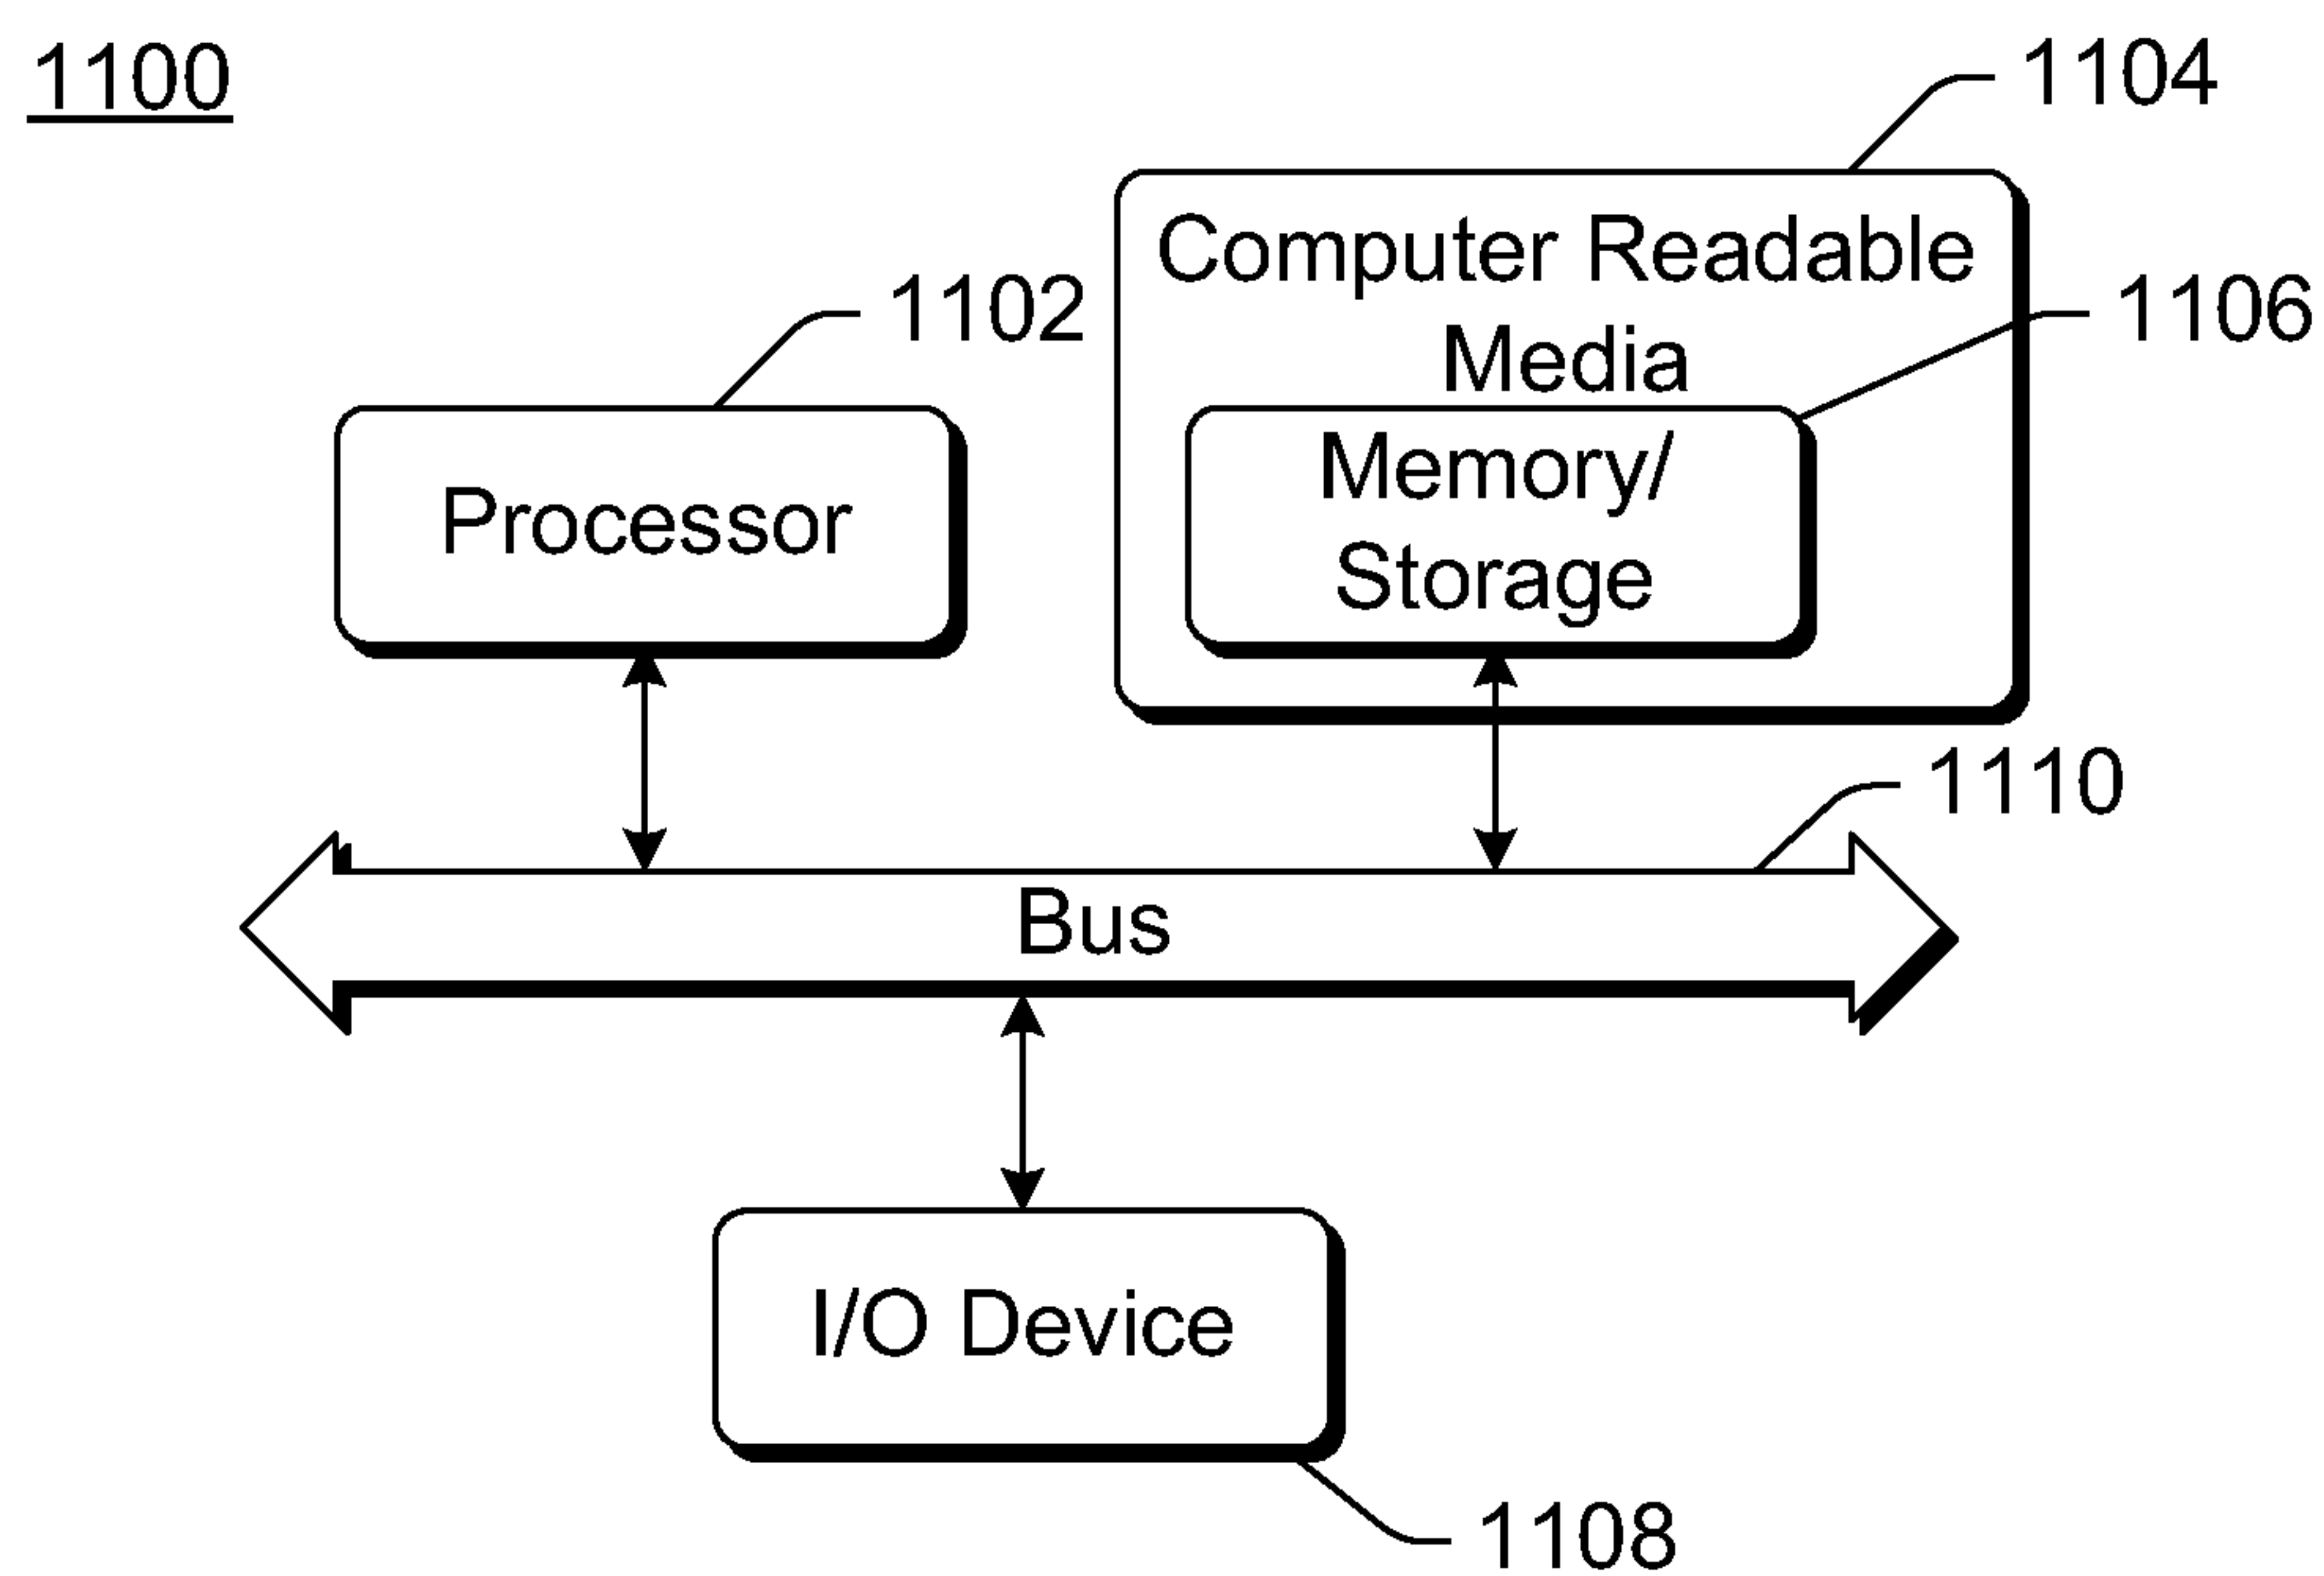 1100
1104
Computer Readable
Media
1102
1106
Processor
Memory/
Storage
1110
Bus
I/O Device
1108